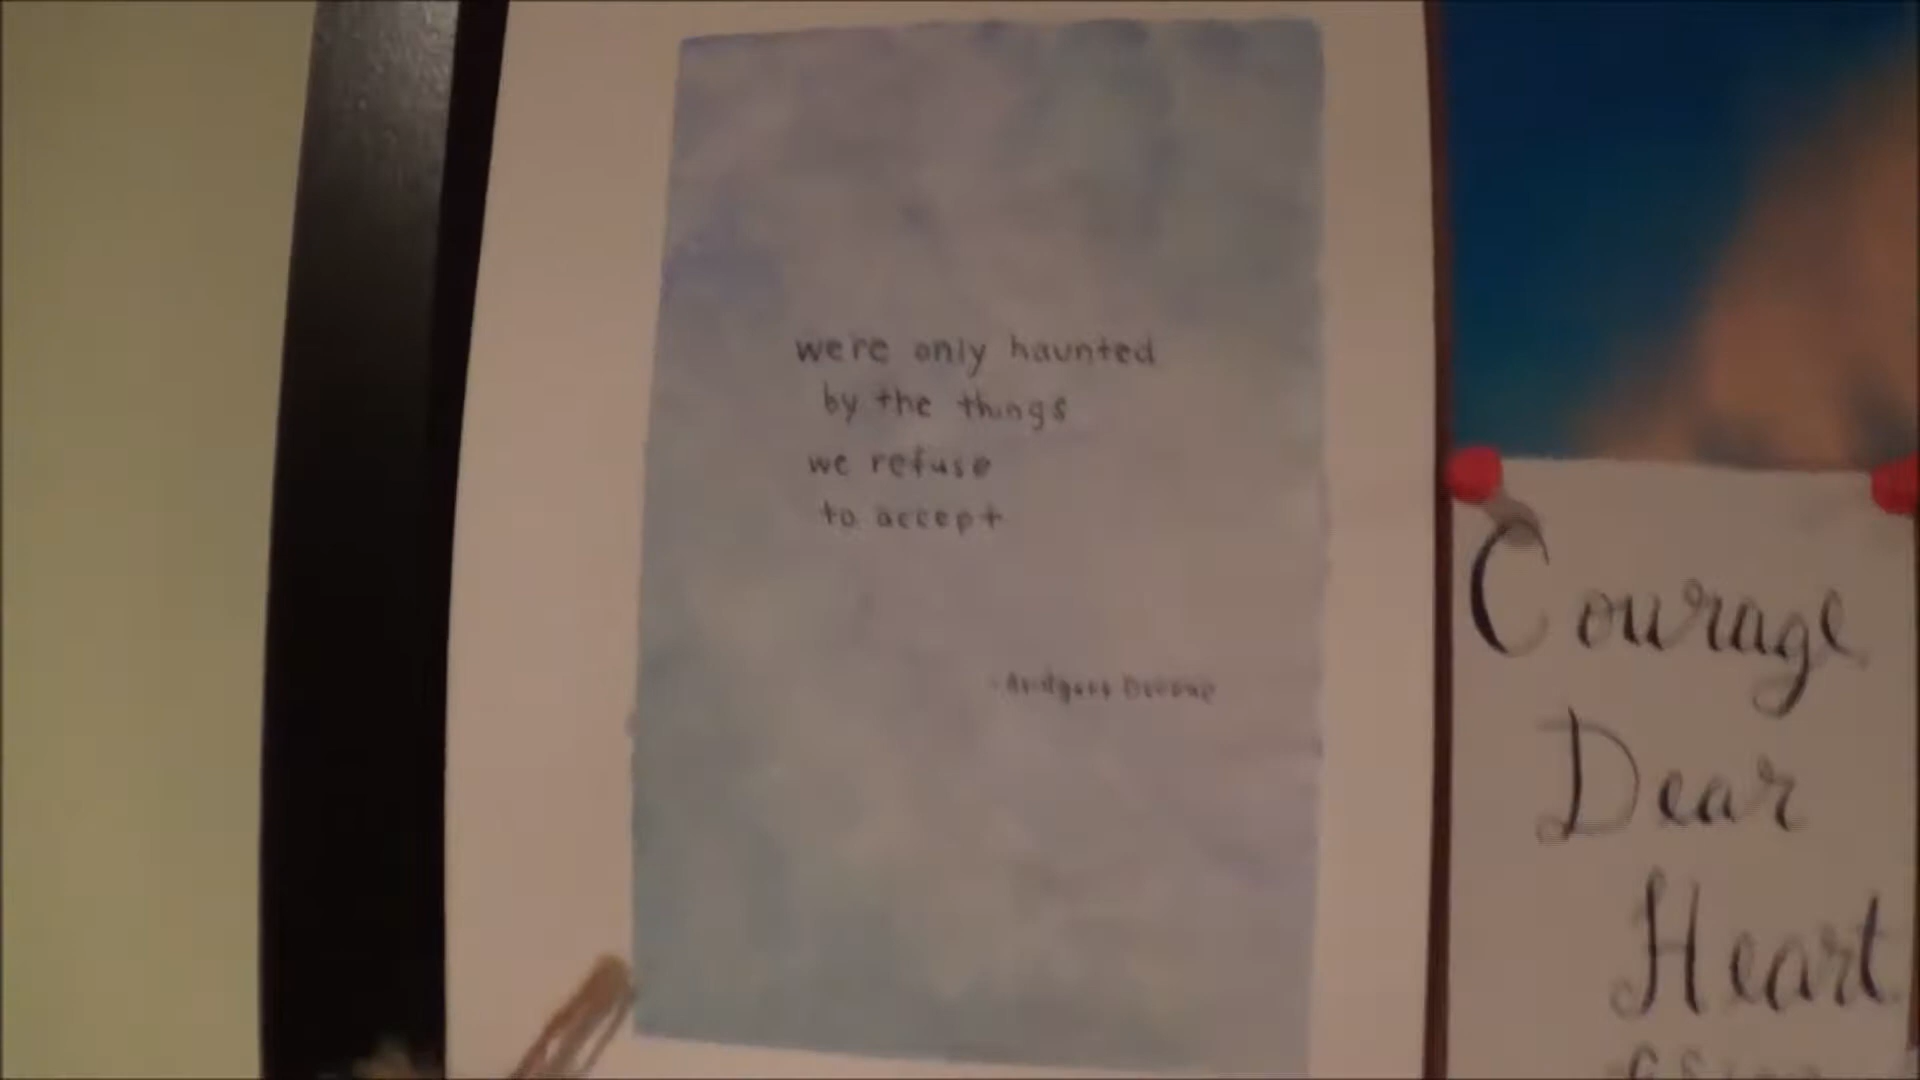 we're only haunted
by the things
we refuse
to accept
Courage
Dear
Heart